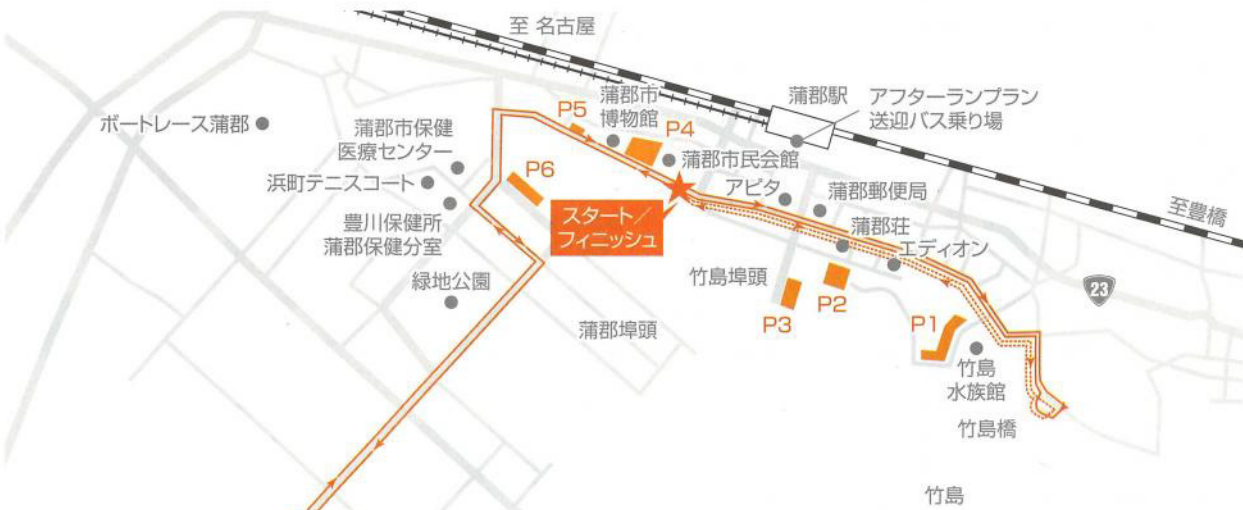 至 名古屋
蒲郡市
博物館
蒲郡駅
アフターランプラン
送迎バス乗り場
P5
P4
ボートレース蒲郡
蒲郡市保健
医療センター
蒲郡市民会館
P6
アピタ
浜町テニスコート
蒲郡郵便局
至豊橋
豊川保健所
蒲郡保健分室
スタート/
フィニッシュ
蒲郡荘
エディオン
竹島埠頭
緑地公園
23
P2
P3
P1
蒲郡埠頭
竹島
水族館
竹島橋
竹島